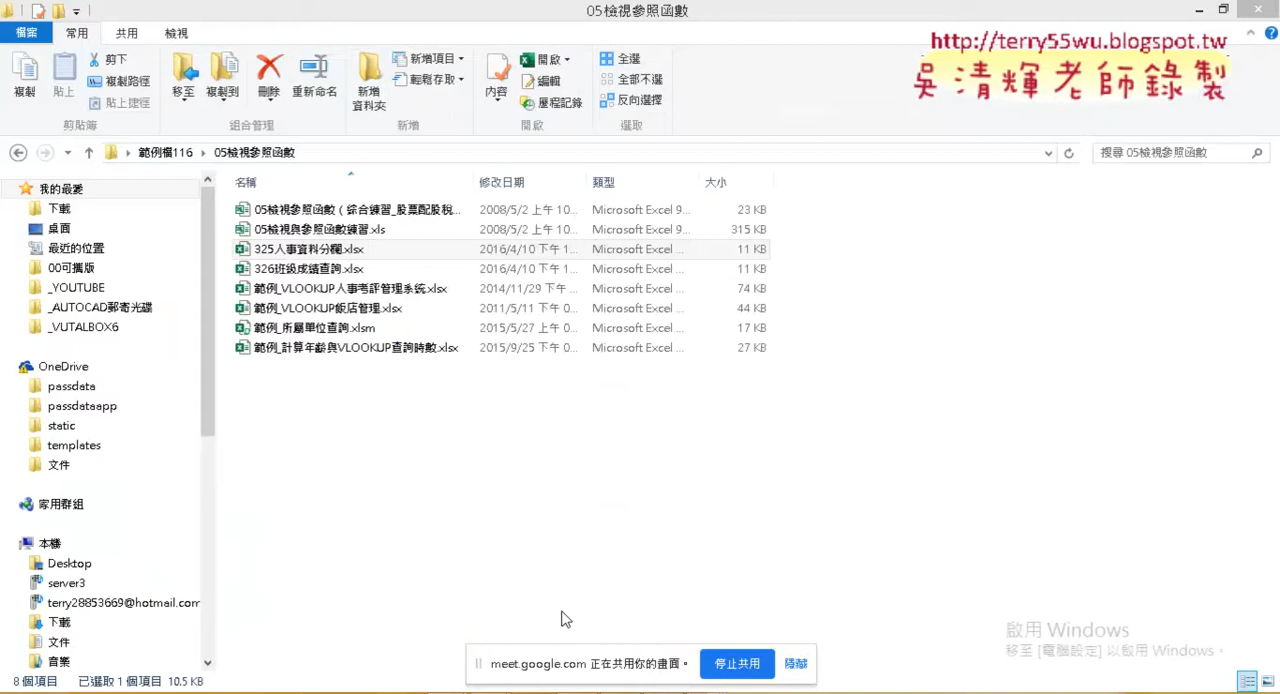 05檢視參照函數
檔案 常用 共用 檢視
http://terry55wu.blogspot.tw
吳清輝老師錄製
複製 貼上 剪下 複製路徑 貼上捷徑
移至 複製到 刪除 重新命名
新增資料夾 新增項目 輕鬆存取
內容 開啟 編輯 歷程記錄
全選 全部不選 反向選擇
剪貼簿 組合管理 新增 開啟 選取
範例檔116 05檢視參照函數 搜尋 05檢視參照函數
名稱 修改日期 類型 大小
05檢視參照函數（綜合練習_股票配股稅... 2008/5/2 上午 10... Microsoft Excel 9... 23 KB
05檢視與參照函數練習.xls 2008/5/2 上午 10... Microsoft Excel 9... 315 KB
325人事資料分欄.xlsx 2016/4/10 下午 1... Microsoft Excel ... 11 KB
326班級成績查詢.xlsx 2016/4/10 下午 1... Microsoft Excel ... 11 KB
範例_VLOOKUP人事考評管理系統.xlsx 2014/11/29 下午 ... Microsoft Excel ... 74 KB
範例_VLOOKUP飯店管理.xlsx 2011/5/11 下午 0... Microsoft Excel ... 44 KB
範例_所屬單位查詢.xlsm 2015/5/27 上午 0... Microsoft Excel ... 17 KB
範例_計算年齡與VLOOKUP查詢時數.xlsx 2015/9/25 下午 0... Microsoft Excel ... 27 KB
我的最愛
下載
桌面
最近的位置
00可攜版
_YOUTUBE
_AUTOCAD郵寄光碟
_VUTALBOX6
OneDrive
passdata
passdataapp
static
templates
文件
家用群組
本機
Desktop
server3
terry28853669@hotmail.com
下載
文件
音樂
meet.google.com 正在共用你的畫面。 停止共用 隱藏
啟用 Windows
移至 [電腦設定] 以啟用 Windows。
8 個項目 已選取 1 個項目 10.5 KB